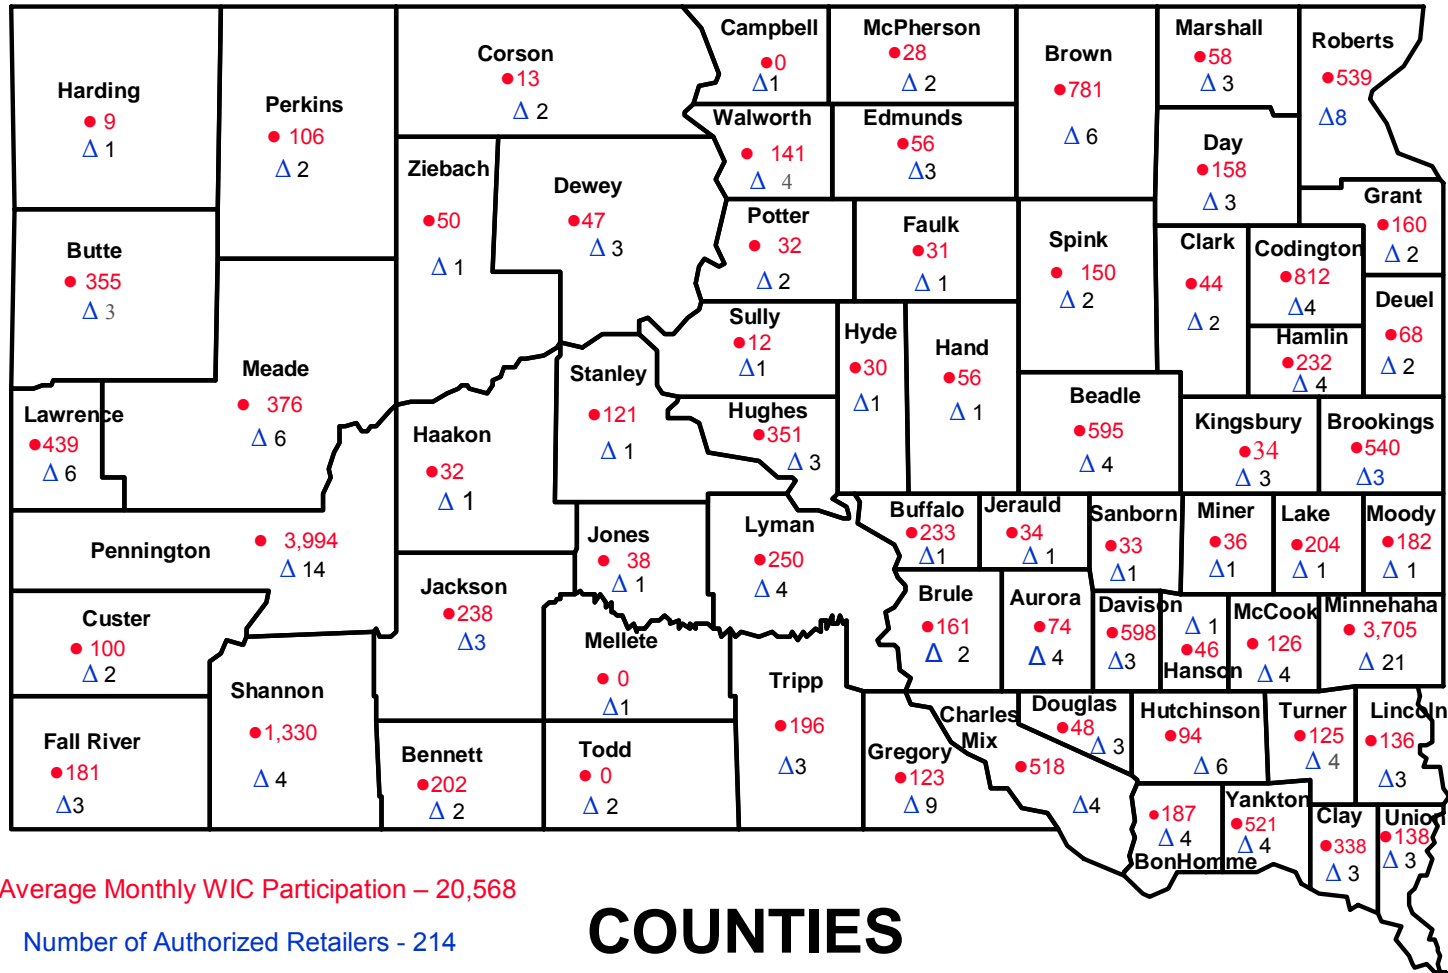 Harding
9
Δ 1
Perkins
106
Δ 2
Corson
13
Δ 2
Campbell
0
Δ1
McPherson
28
Δ 2
Brown
781
Δ 6
Marshall
58
Δ 3
Roberts
539
Δ8
Walworth
141
Δ 4
Edmunds
56
Δ3
Day
158
Δ 3
Grant
160
Δ 2
Ziebach
50
Δ 1
Dewey
47
Δ 3
Potter
32
Δ 2
Faulk
31
Δ 1
Spink
150
Δ 2
Clark
44
Δ 2
Codington
812
Δ4
Butte
355
Δ 3
Deuel
68
Δ 2
Hamlin
232
Δ 4
Meade
376
Δ 6
Sully
12
Δ1
Hyde
30
Δ1
Hand
56
Δ 1
Stanley
121
Δ 1
Hughes
351
Δ 3
Beadle
595
Δ 4
Kingsbury
34
Δ 3
Brookings
540
Δ3
Lawrence
439
Δ 6
Haakon
32
Δ 1
Pennington
3,994
Δ 14
Jones
38
Δ 1
Lyman
250
Δ 4
Buffalo
233
Δ1
Jerauld
34
Δ 1
Sanborn
33
Δ1
Miner
36
Δ1
Lake
204
Δ 1
Moody
182
Δ 1
Custer
100
Δ 2
Jackson
238
Δ3
Mellete
0
Δ1
Brule
161
Δ 2
Aurora
74
Δ 4
Davison
598
Δ3
Δ 1
46
Hanson
McCook
126
Δ 4
Minnehaha
3,705
Δ 21
Fall River
181
Δ3
Shannon
1,330
Δ 4
Bennett
202
Δ 2
Todd
0
Δ 2
Tripp
196
Δ3
Gregory
123
Δ 9
Charles
Mix
518
Δ4
Douglas
48
Δ 3
Hutchinson
94
Δ 6
Turner
125
Δ 4
Lincoln
136
Δ3
187
Δ 4
BonHomme
Yankton
521
Δ 4
Clay
338
Δ 3
Union
138
Δ 3
Average Monthly WIC Participation – 20,568
Number of Authorized Retailers - 214
COUNTIES